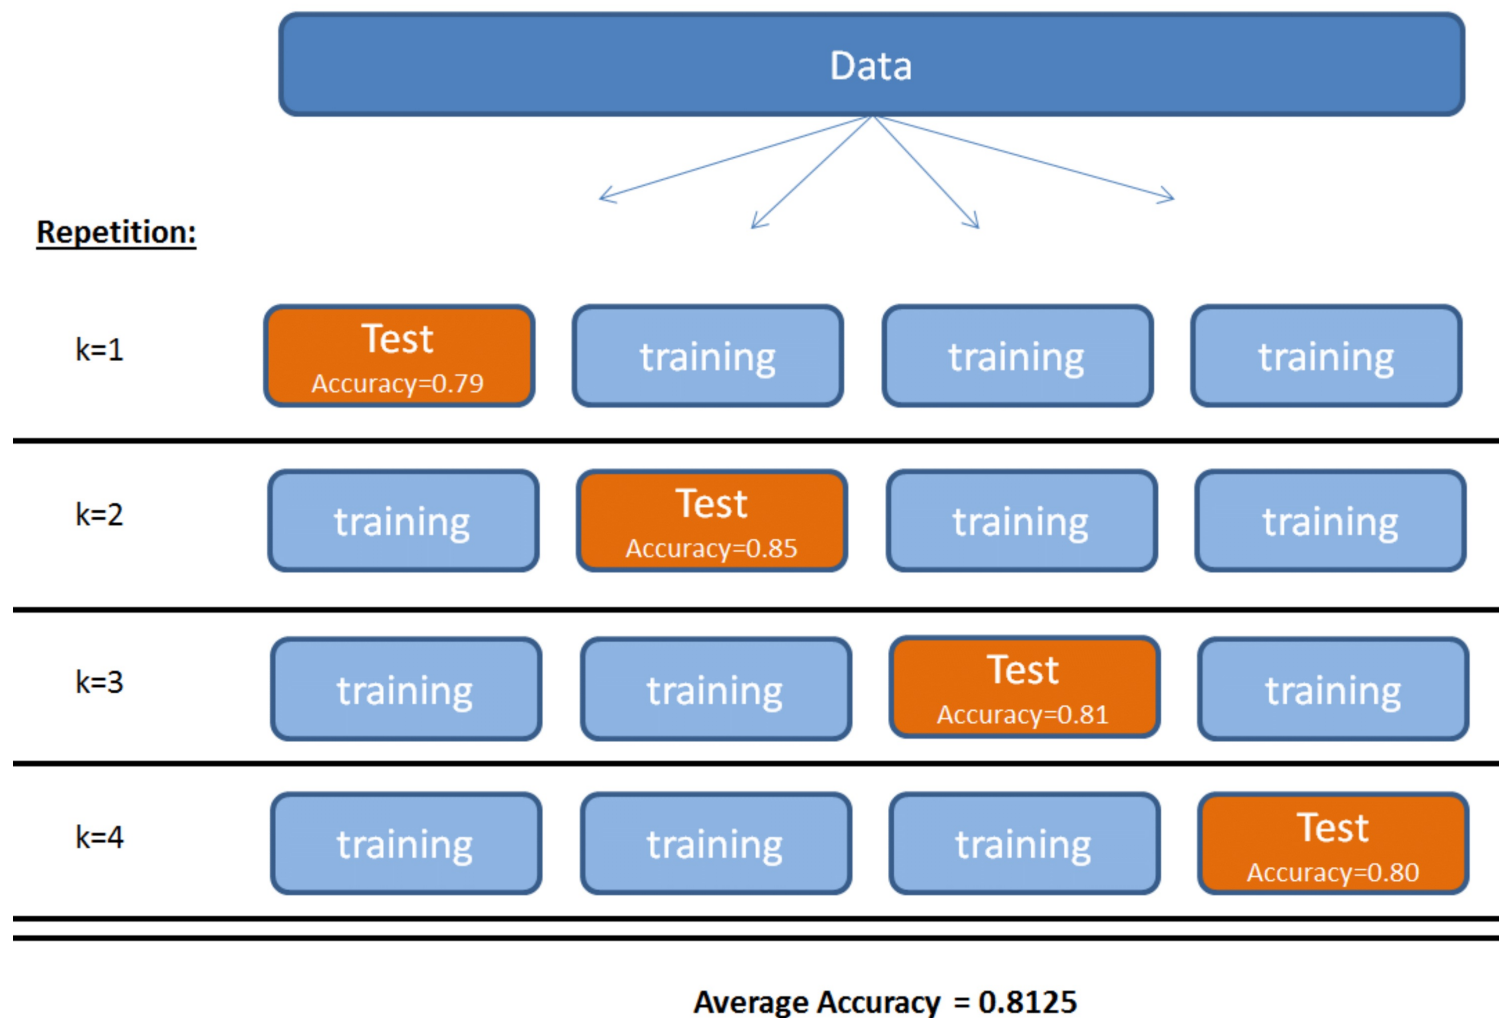 Data
Repetition:
k=1
Test
Accuracy=0.79
training
training
training
k=2
training
Test
Accuracy=0.85
training
training
k=3
training
training
Test
Accuracy=0.81
training
k=4
training
training
training
Test
Accuracy=0.80
Average Accuracy = 0.8125